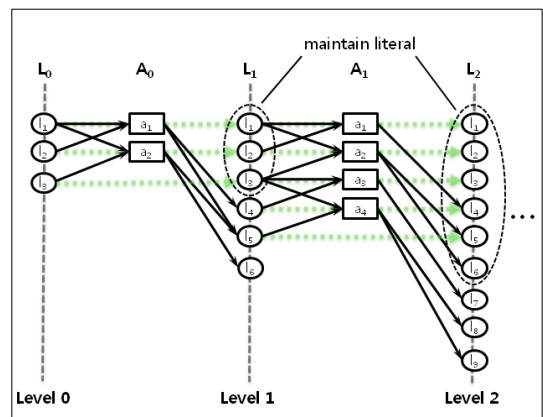 maintain literal
L0 A0 L1 A1 L2
l1 a1 l1 a1 l1
l2 a2 l2 a2 l2
l3 l3 a3 l3
l4 a4 l4
l5 l5
l6 l6
l7
l8
l9
...
Level 0 Level 1 Level 2